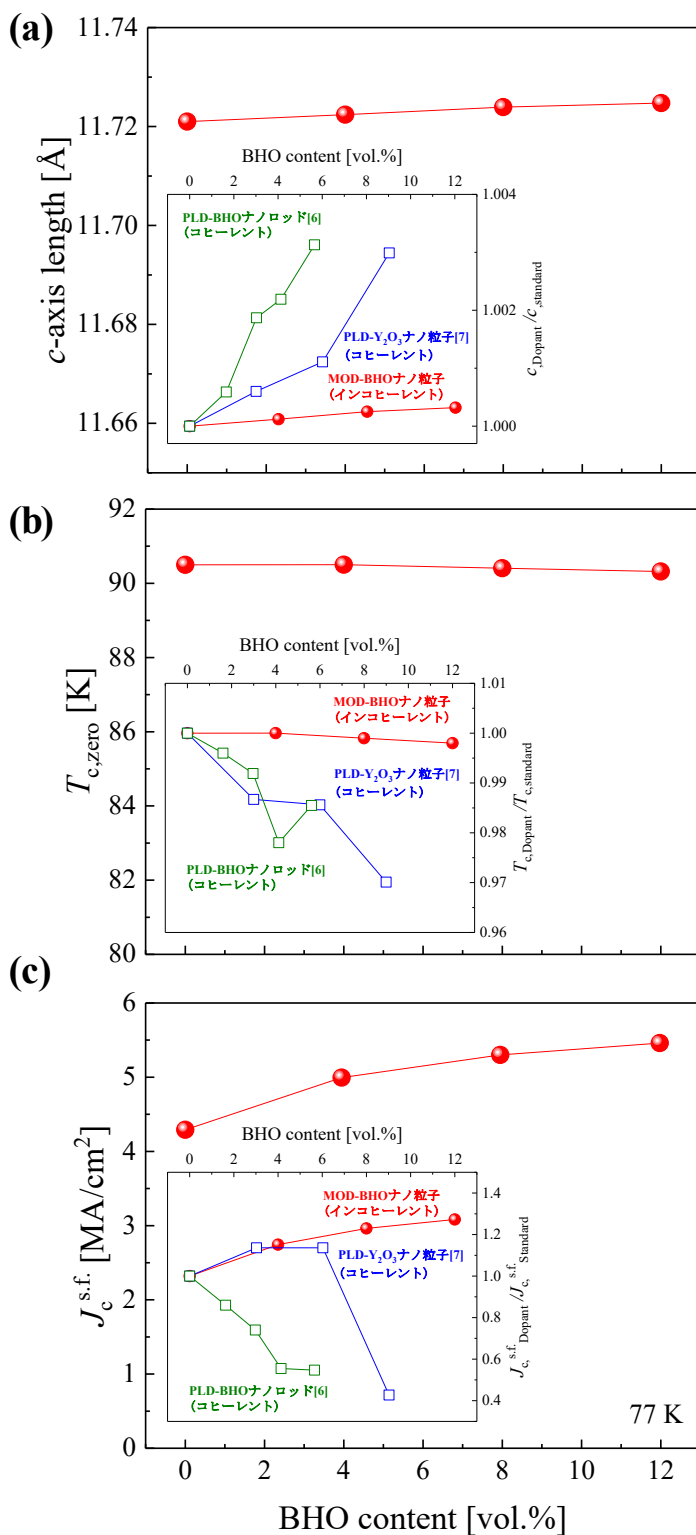 (a)
11.74
11.72
11.70
11.68
11.66
c-axis length [Å]
BHO content [vol.%]
0 2 4 6 8 10 12
PLD-BHOナノロッド[6]
（コヒーレント）
PLD-Y₂O₃ナノ粒子[7]
（コヒーレント）
MOD-BHOナノ粒子
（インコヒーレント）
1.004
1.002
1.000
c,Dopant/c,standard
(b)
92
90
88
86
84
82
80
Tc,zero [K]
BHO content [vol.%]
0 2 4 6 8 10 12
MOD-BHOナノ粒子
（インコヒーレント）
PLD-Y₂O₃ナノ粒子[7]
（コヒーレント）
PLD-BHOナノロッド[6]
（コヒーレント）
1.01
1.00
0.99
0.98
0.97
0.96
Tc,Dopant/Tc,standard
(c)
6
5
4
3
2
1
0
Jc^s.f. [MA/cm²]
BHO content [vol.%]
0 2 4 6 8 10 12
MOD-BHOナノ粒子
（インコヒーレント）
PLD-Y₂O₃ナノ粒子[7]
（コヒーレント）
PLD-BHOナノロッド[6]
（コヒーレント）
1.4
1.2
1.0
0.8
0.6
0.4
Jc,^s.f.Dopant/Jc,^s.f.Standard
77 K
0 2 4 6 8 10 12
BHO content [vol.%]